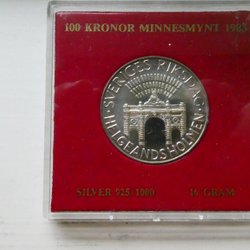 100 KRONOR MINNESMYNT 1983
SVERIGES RIKSDAG
HELGEANDSHOLMEN
SILVER 925/1000
16 GRAM